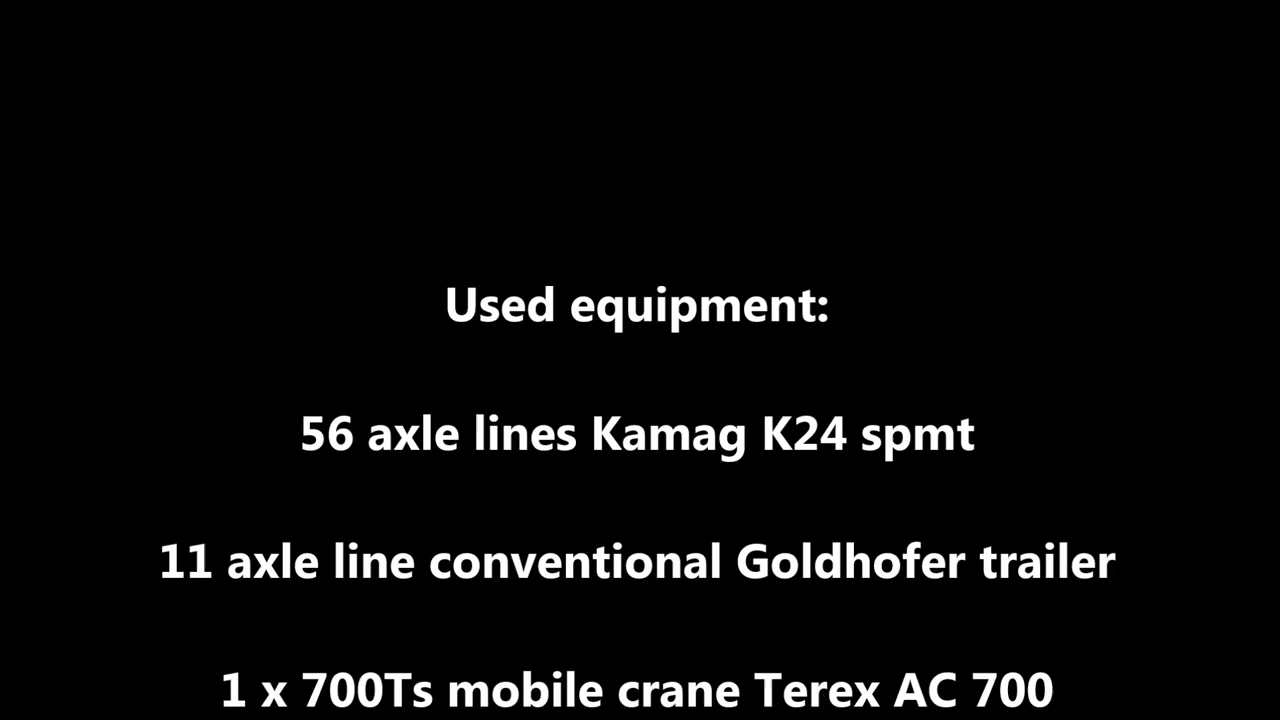 Used equipment:
56 axle lines Kamag K24 spmt
11 axle line conventional Goldhofer trailer
1 x 700Ts mobile crane Terex AC 700